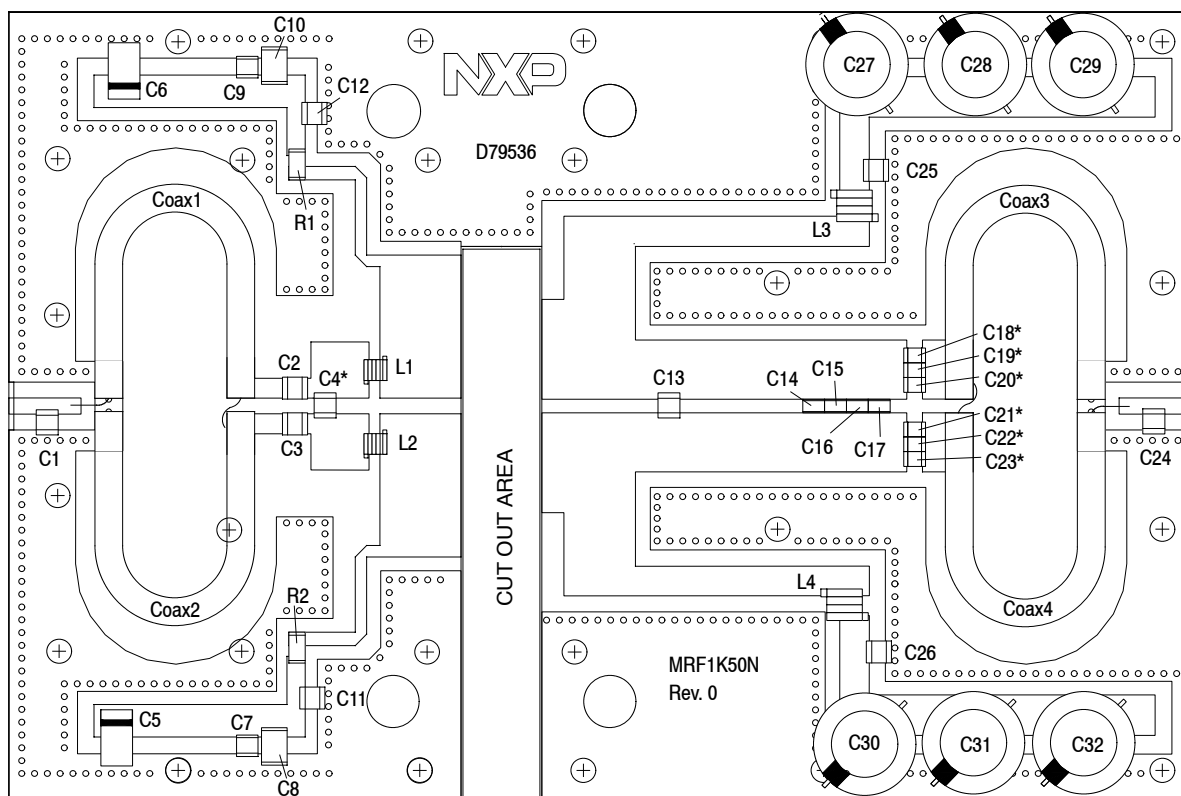 C10
C27
C28
C29
C6
C9
NXP
C12
D79536
C25
Coax1
R1
Coax3
L3
C18*
C19*
C20*
C2
C4*
L1
C13
C14
C15
C16
C17
C21*
C22*
C23*
C1
C3
L2
C24
CUT OUT AREA
Coax2
R2
L4
Coax4
C26
MRF1K50N
Rev. 0
C11
C5
C7
C8
C30
C31
C32